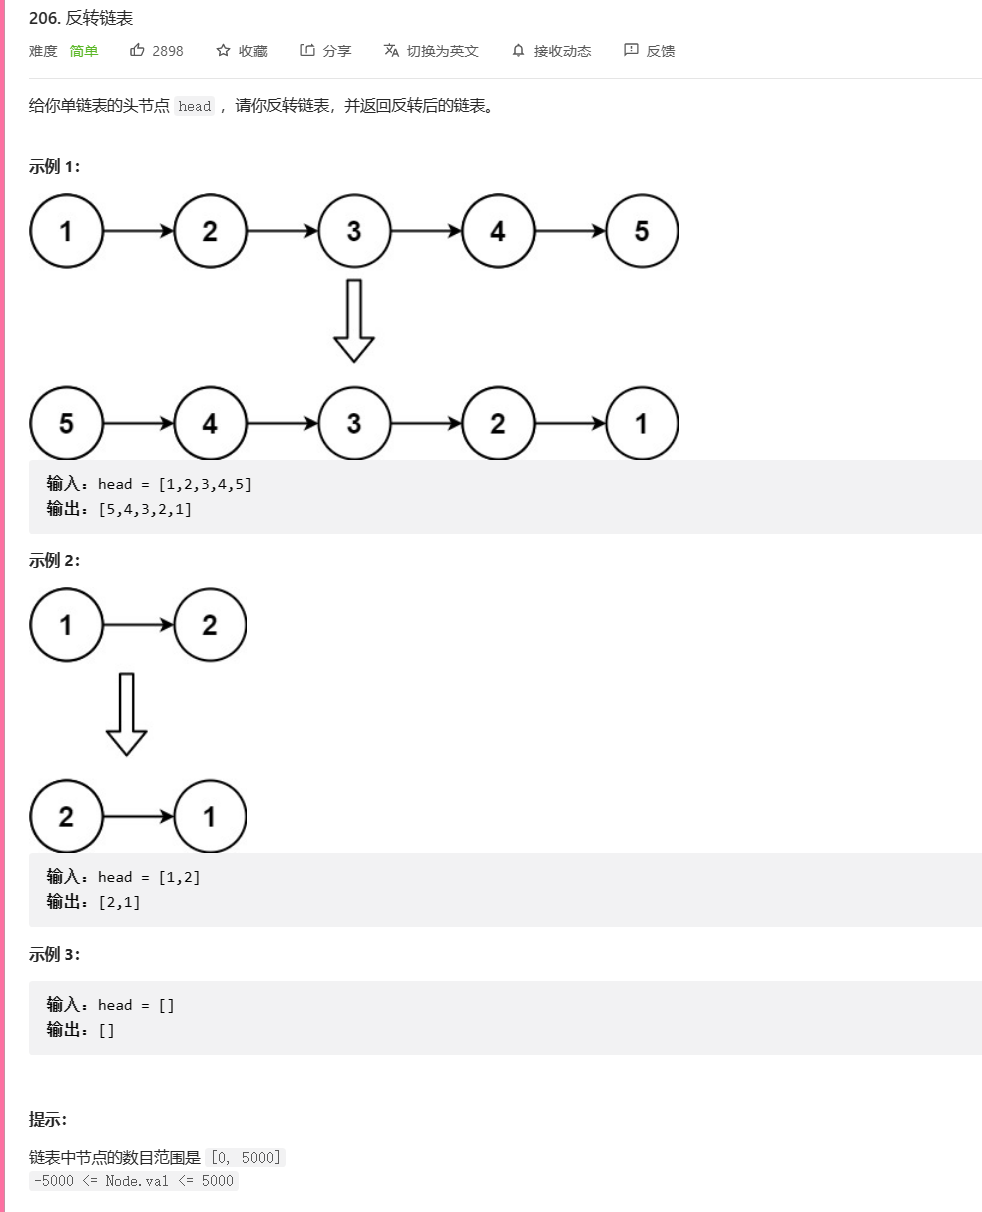 206. 反转链表
难度 简单 2898 收藏 分享 切换为英文 接收动态 反馈
给你单链表的头节点 head ，请你反转链表，并返回反转后的链表。
示例 1：
1 2 3 4 5
5 4 3 2 1
输入：head = [1,2,3,4,5]
输出：[5,4,3,2,1]
示例 2：
1 2
2 1
输入：head = [1,2]
输出：[2,1]
示例 3：
输入：head = []
输出：[]
提示：
链表中节点的数目范围是 [0, 5000]
-5000 <= Node.val <= 5000